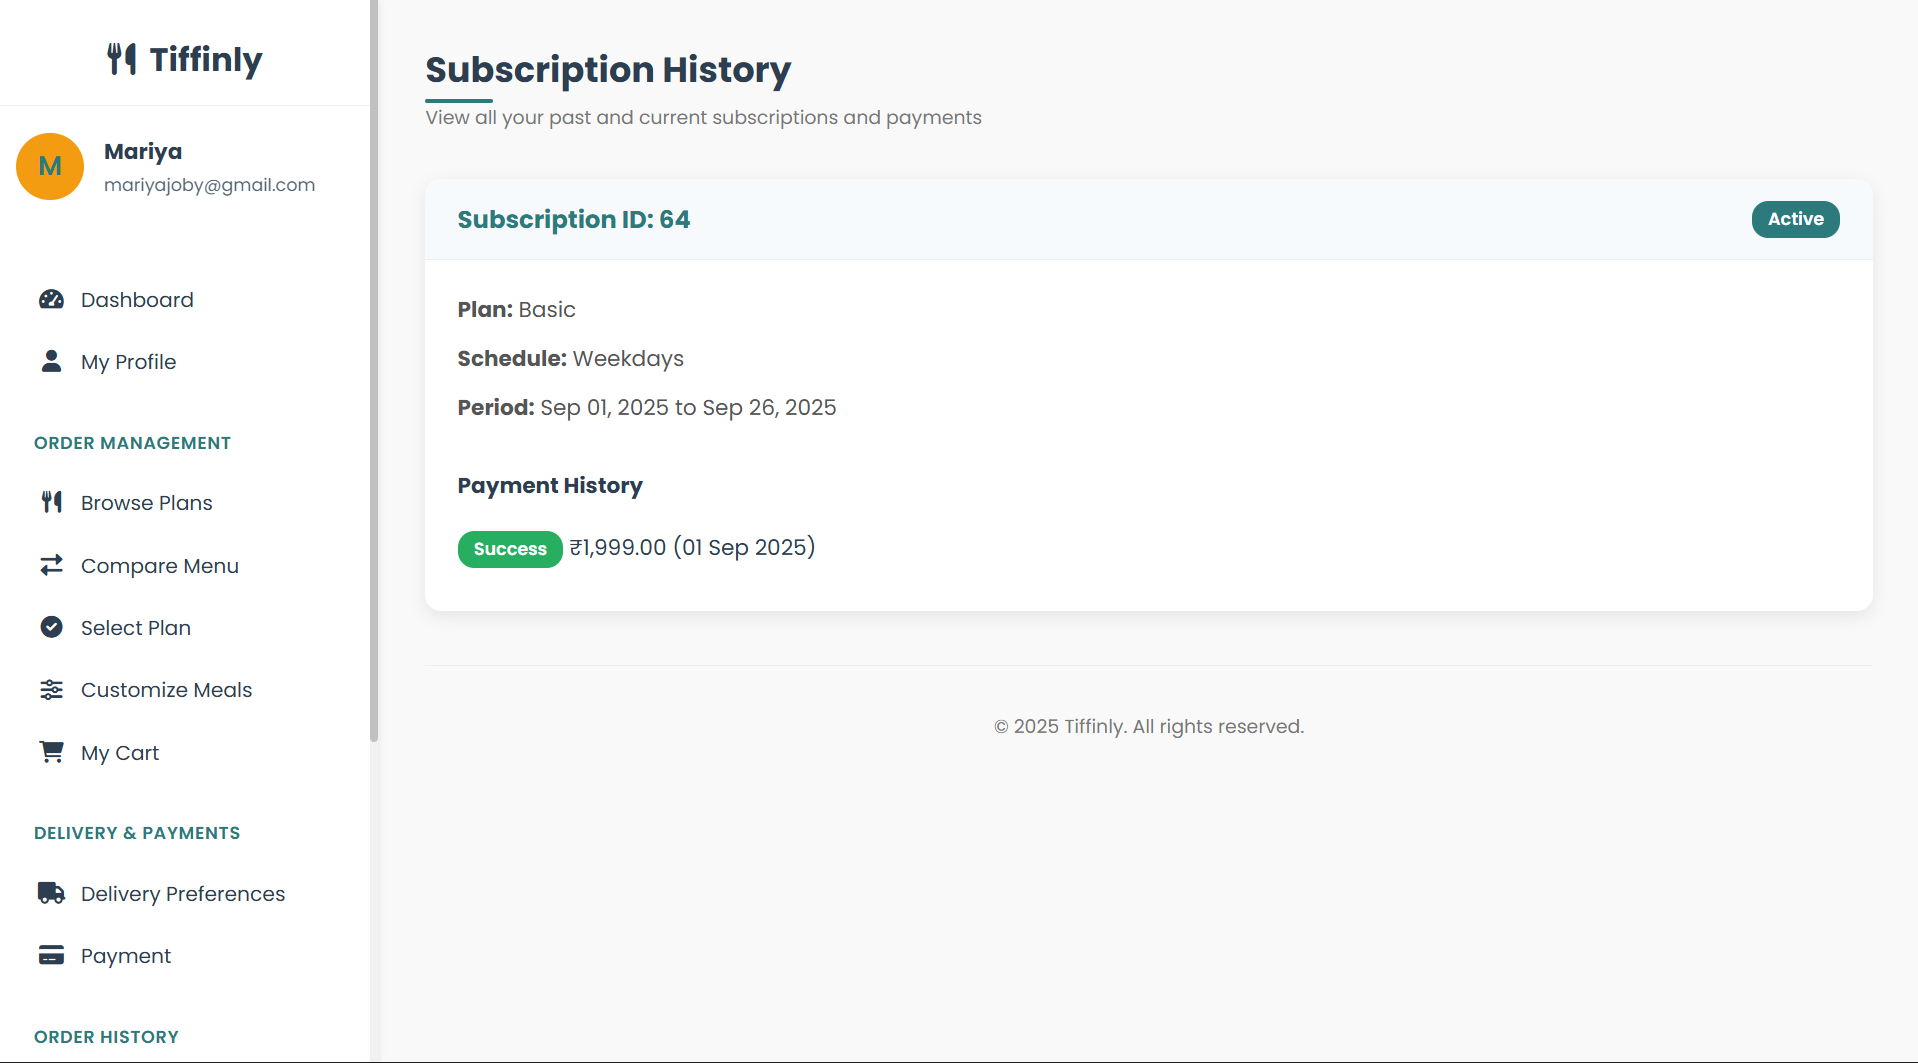 Tiffinly
M
Mariya
mariyajoby@gmail.com
Dashboard
My Profile
ORDER MANAGEMENT
Browse Plans
Compare Menu
Select Plan
Customize Meals
My Cart
DELIVERY & PAYMENTS
Delivery Preferences
Payment
ORDER HISTORY
Subscription History
View all your past and current subscriptions and payments
Subscription ID: 64
Active
Plan: Basic
Schedule: Weekdays
Period: Sep 01, 2025 to Sep 26, 2025
Payment History
Success ₹1,999.00 (01 Sep 2025)
© 2025 Tiffinly. All rights reserved.